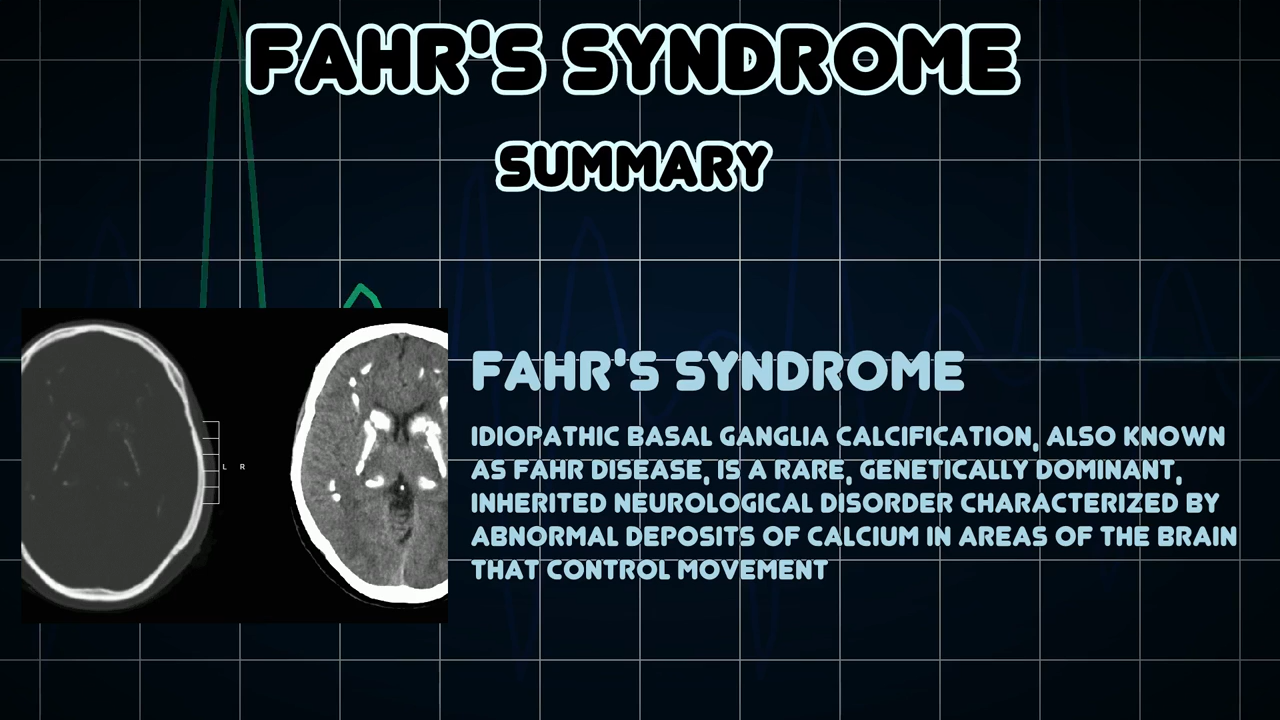 FAHR'S SYNDROME
SUMMARY
L R
FAHR'S SYNDROME
IDIOPATHIC BASAL GANGLIA CALCIFICATION, ALSO KNOWN
AS FAHR DISEASE, IS A RARE, GENETICALLY DOMINANT,
INHERITED NEUROLOGICAL DISORDER CHARACTERIZED BY
ABNORMAL DEPOSITS OF CALCIUM IN AREAS OF THE BRAIN
THAT CONTROL MOVEMENT